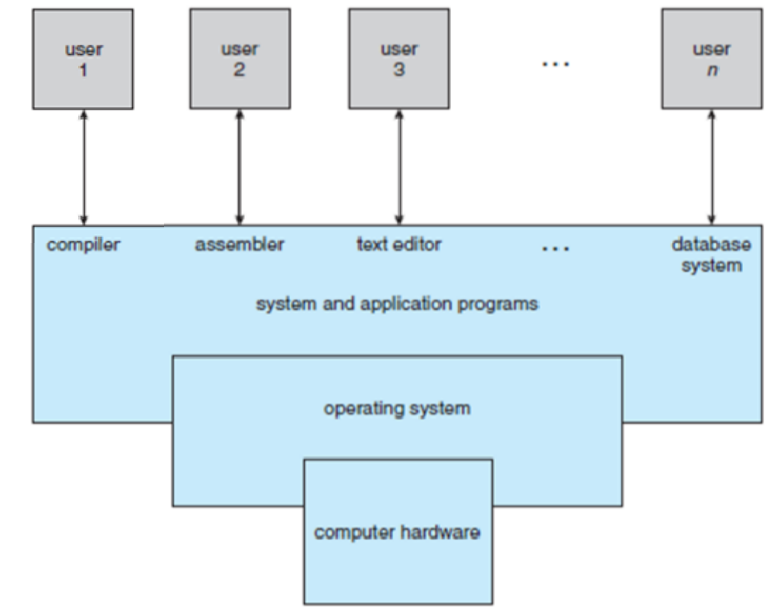 user
1
user
2
user
3
...
user
n
compiler
assembler
text editor
...
database
system
system and application programs
operating system
computer hardware